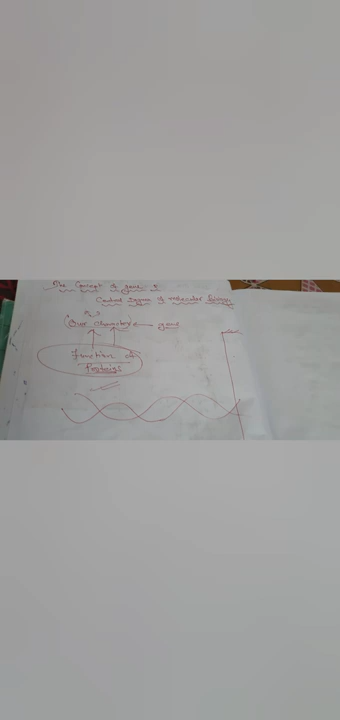 The Concept of gene &
Central Dogma of molecular biology
Our Character ← gene
function of
Proteins